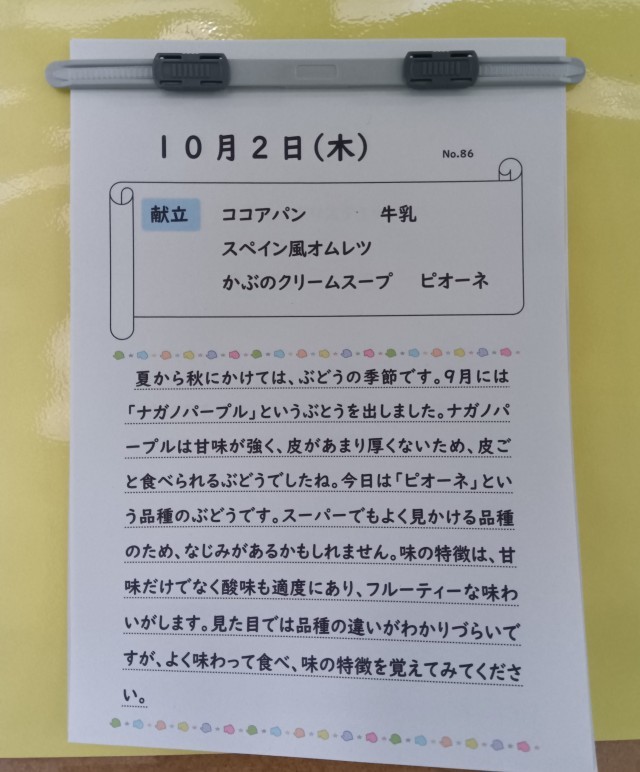 10月2日(木)
No.86
献立 ココアパン 牛乳
スペイン風オムレツ
かぶのクリームスープ ピオーネ
夏から秋にかけては、ぶどうの季節です。9月には
「ナガノパープル」というぶとうを出しました。ナガノパ
ープルは甘味が強く、皮があまり厚くないため、皮ご
と食べられるぶどうでしたね。今日は「ピオーネ」とい
う品種のぶどうです。スーパーでもよく見かける品種
のため、なじみがあるかもしれません。味の特徴は、甘
味だけでなく酸味も適度にあり、フルーティーな味わ
いがします。見た目では品種の違いがわかりづらいで
すが、よく味わって食べ、味の特徴を覚えてみてくださ
い。